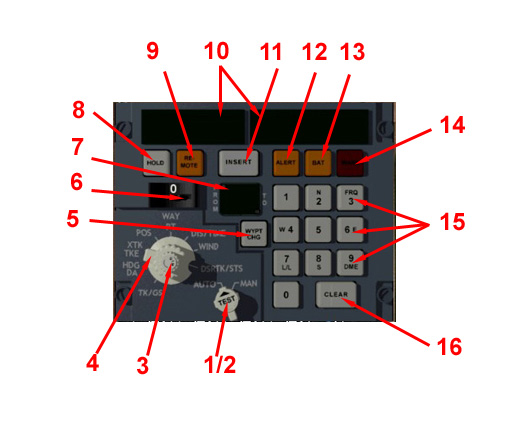 9
10
11
12
13
8
14
HOLD
RE-
MOTE
INSERT
ALERT
BAT
7
6
0
TO
1
N
2
FRQ
3
5
WAY
PT
POS
DIS/TIME
WYPT
CHG
W 4
5
6 E
15
XTK
TKE
WIND
HDG
DA
DSRTK/STS
7
L/L
8
S
9
DME
TK/GS
AUTO
MAN
TEST
0
CLEAR
4
3
1/2
16